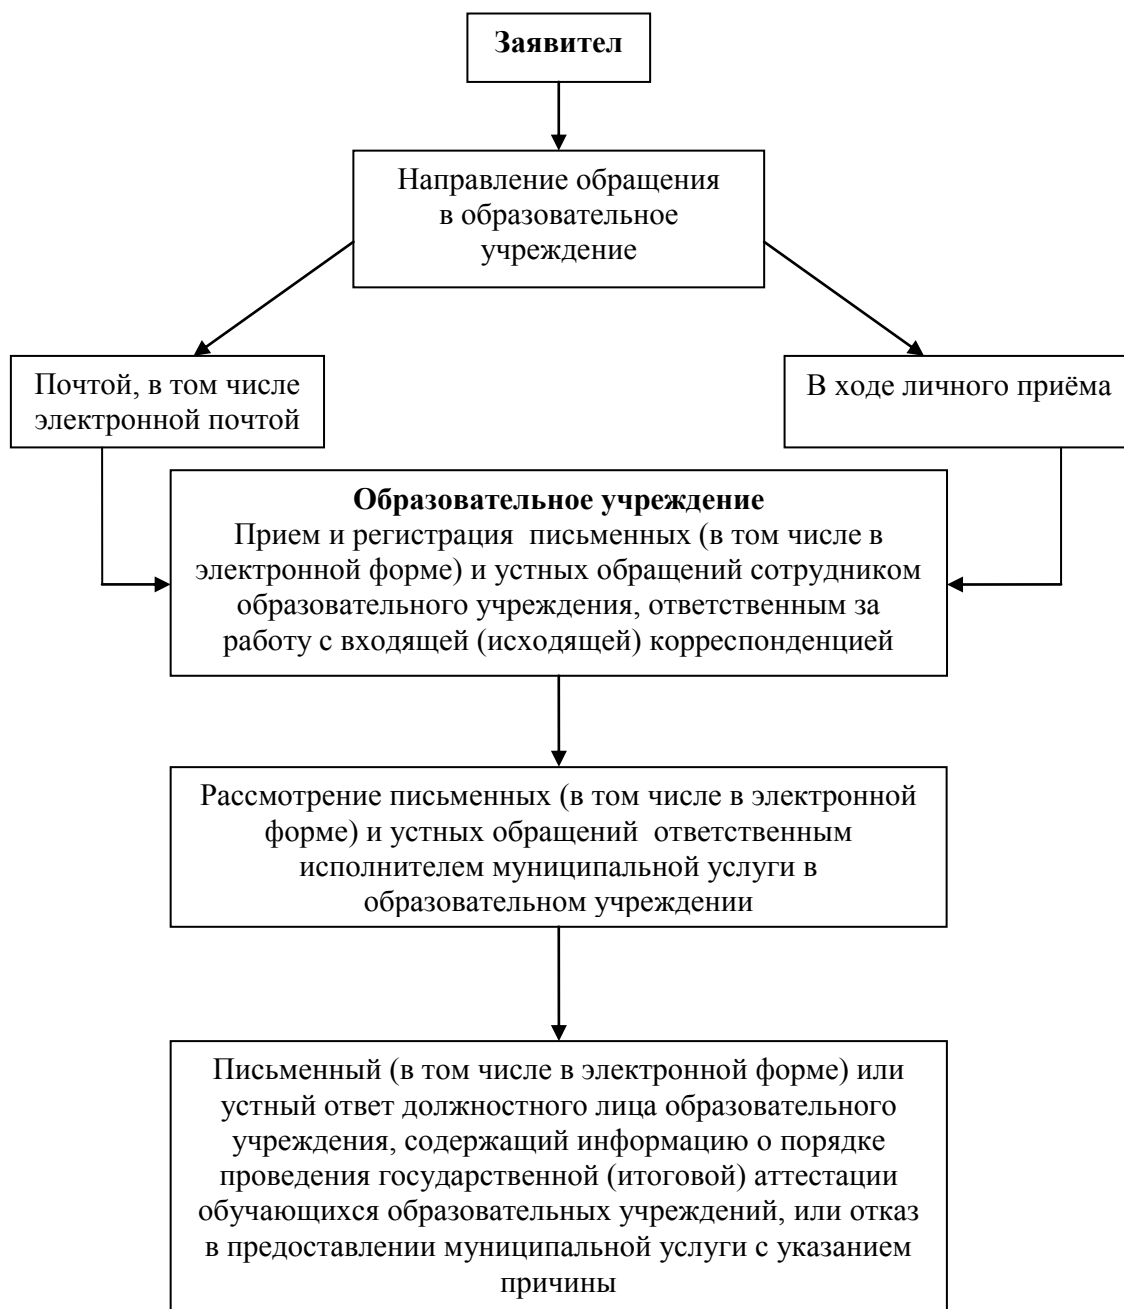 Заявител
Направление обращения
в образовательное
учреждение
Почтой, в том числе
электронной почтой
В ходе личного приёма
Образовательное учреждение
Прием и регистрация письменных (в том числе в
электронной форме) и устных обращений сотрудником
образовательного учреждения, ответственным за
работу с входящей (исходящей) корреспонденцией
Рассмотрение письменных (в том числе в электронной
форме) и устных обращений ответственным
исполнителем муниципальной услуги в
образовательном учреждении
Письменный (в том числе в электронной форме) или
устный ответ должностного лица образовательного
учреждения, содержащий информацию о порядке
проведения государственной (итоговой) аттестации
обучающихся образовательных учреждений, или отказ
в предоставлении муниципальной услуги с указанием
причины